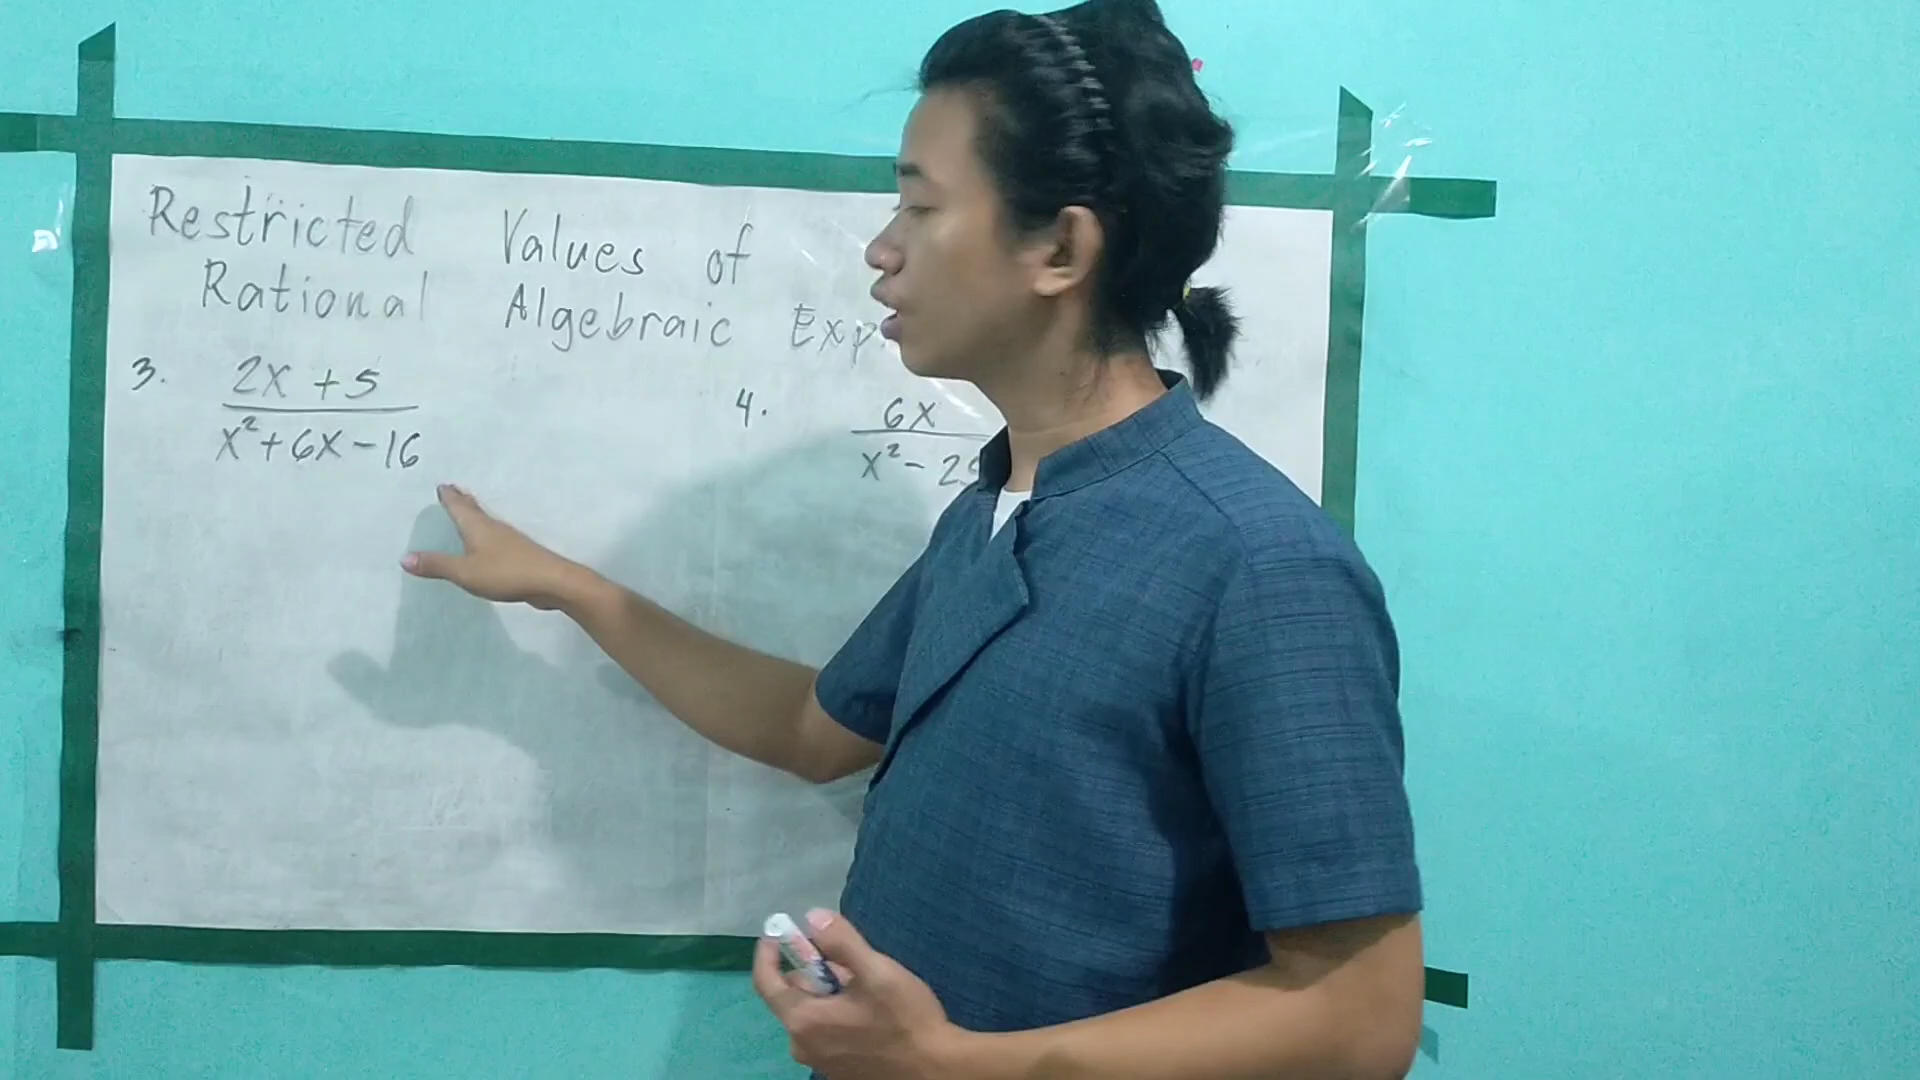 Restricted Values of
Rational Algebraic Exp
3. 2x + 5
x² + 6x - 16
4. 6x
x² - 25